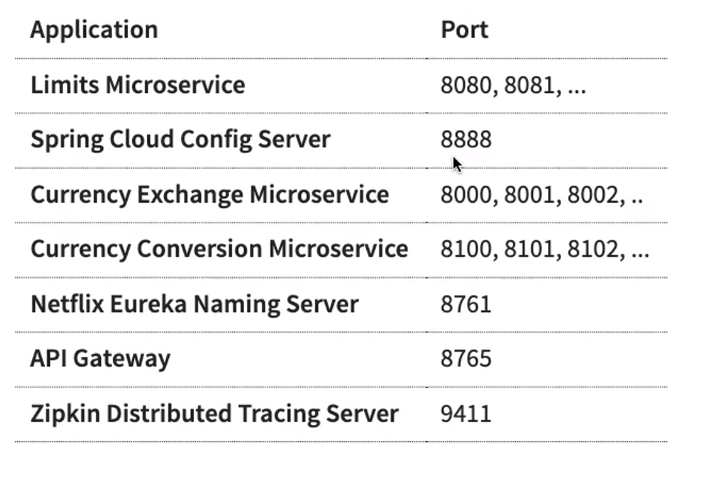 Application Port
Limits Microservice 8080, 8081, ...
Spring Cloud Config Server 8888
Currency Exchange Microservice 8000, 8001, 8002, ..
Currency Conversion Microservice 8100, 8101, 8102, ...
Netflix Eureka Naming Server 8761
API Gateway 8765
Zipkin Distributed Tracing Server 9411